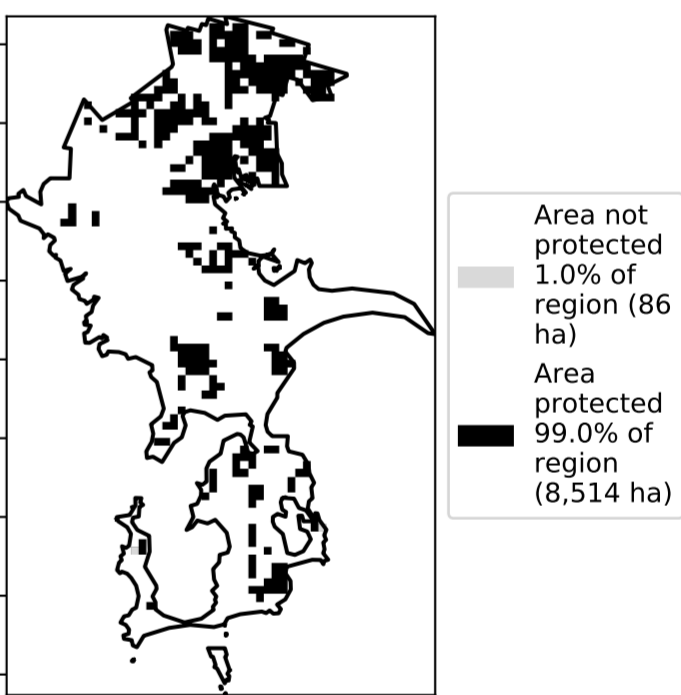 Area not
protected
1.0% of
region (86
ha)
Area
protected
99.0% of
region
(8,514 ha)